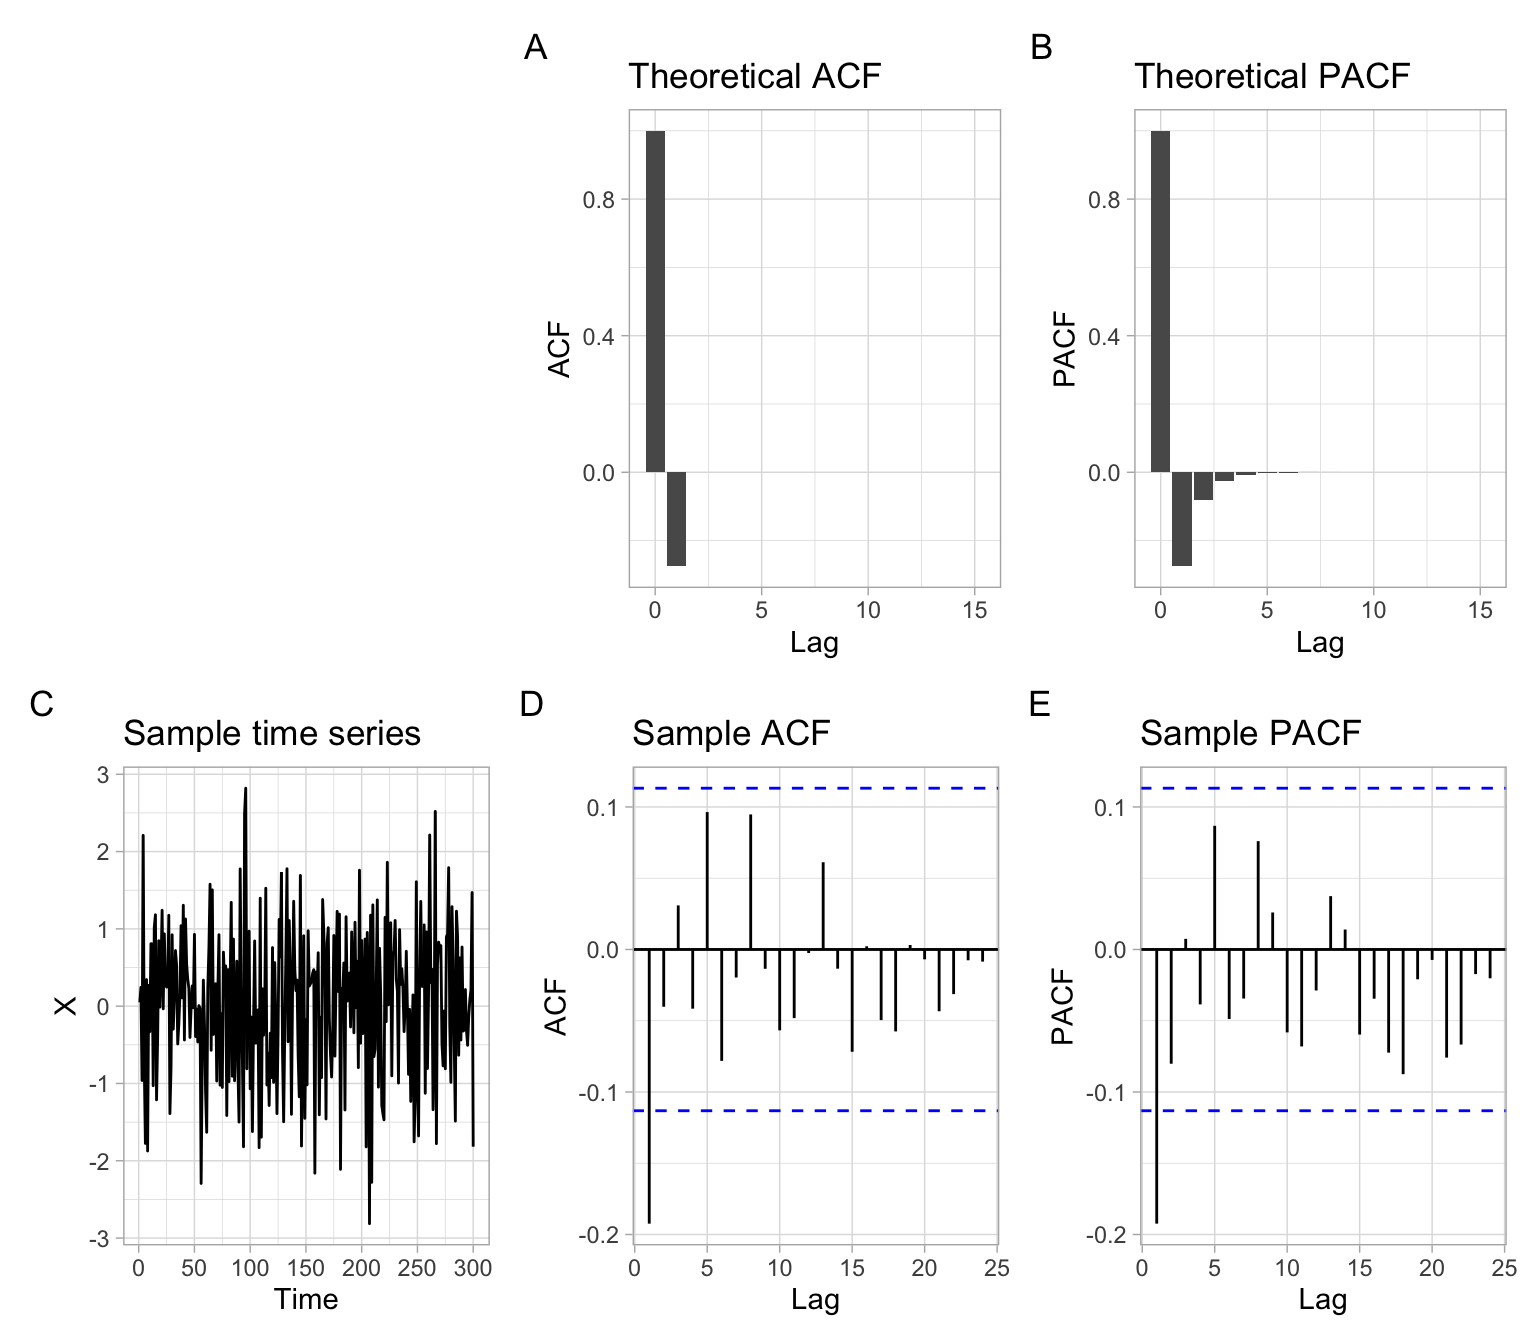 A
Theoretical ACF
ACF
0.8
0.4
0.0
0 5 10 15
Lag
B
Theoretical PACF
PACF
0.8
0.4
0.0
0 5 10 15
Lag
C
Sample time series
X
3
2
1
0
-1
-2
-3
0 50 100 150 200 250 300
Time
D
Sample ACF
ACF
0.1
0.0
-0.1
-0.2
0 5 10 15 20 25
Lag
E
Sample PACF
PACF
0.1
0.0
-0.1
-0.2
0 5 10 15 20 25
Lag